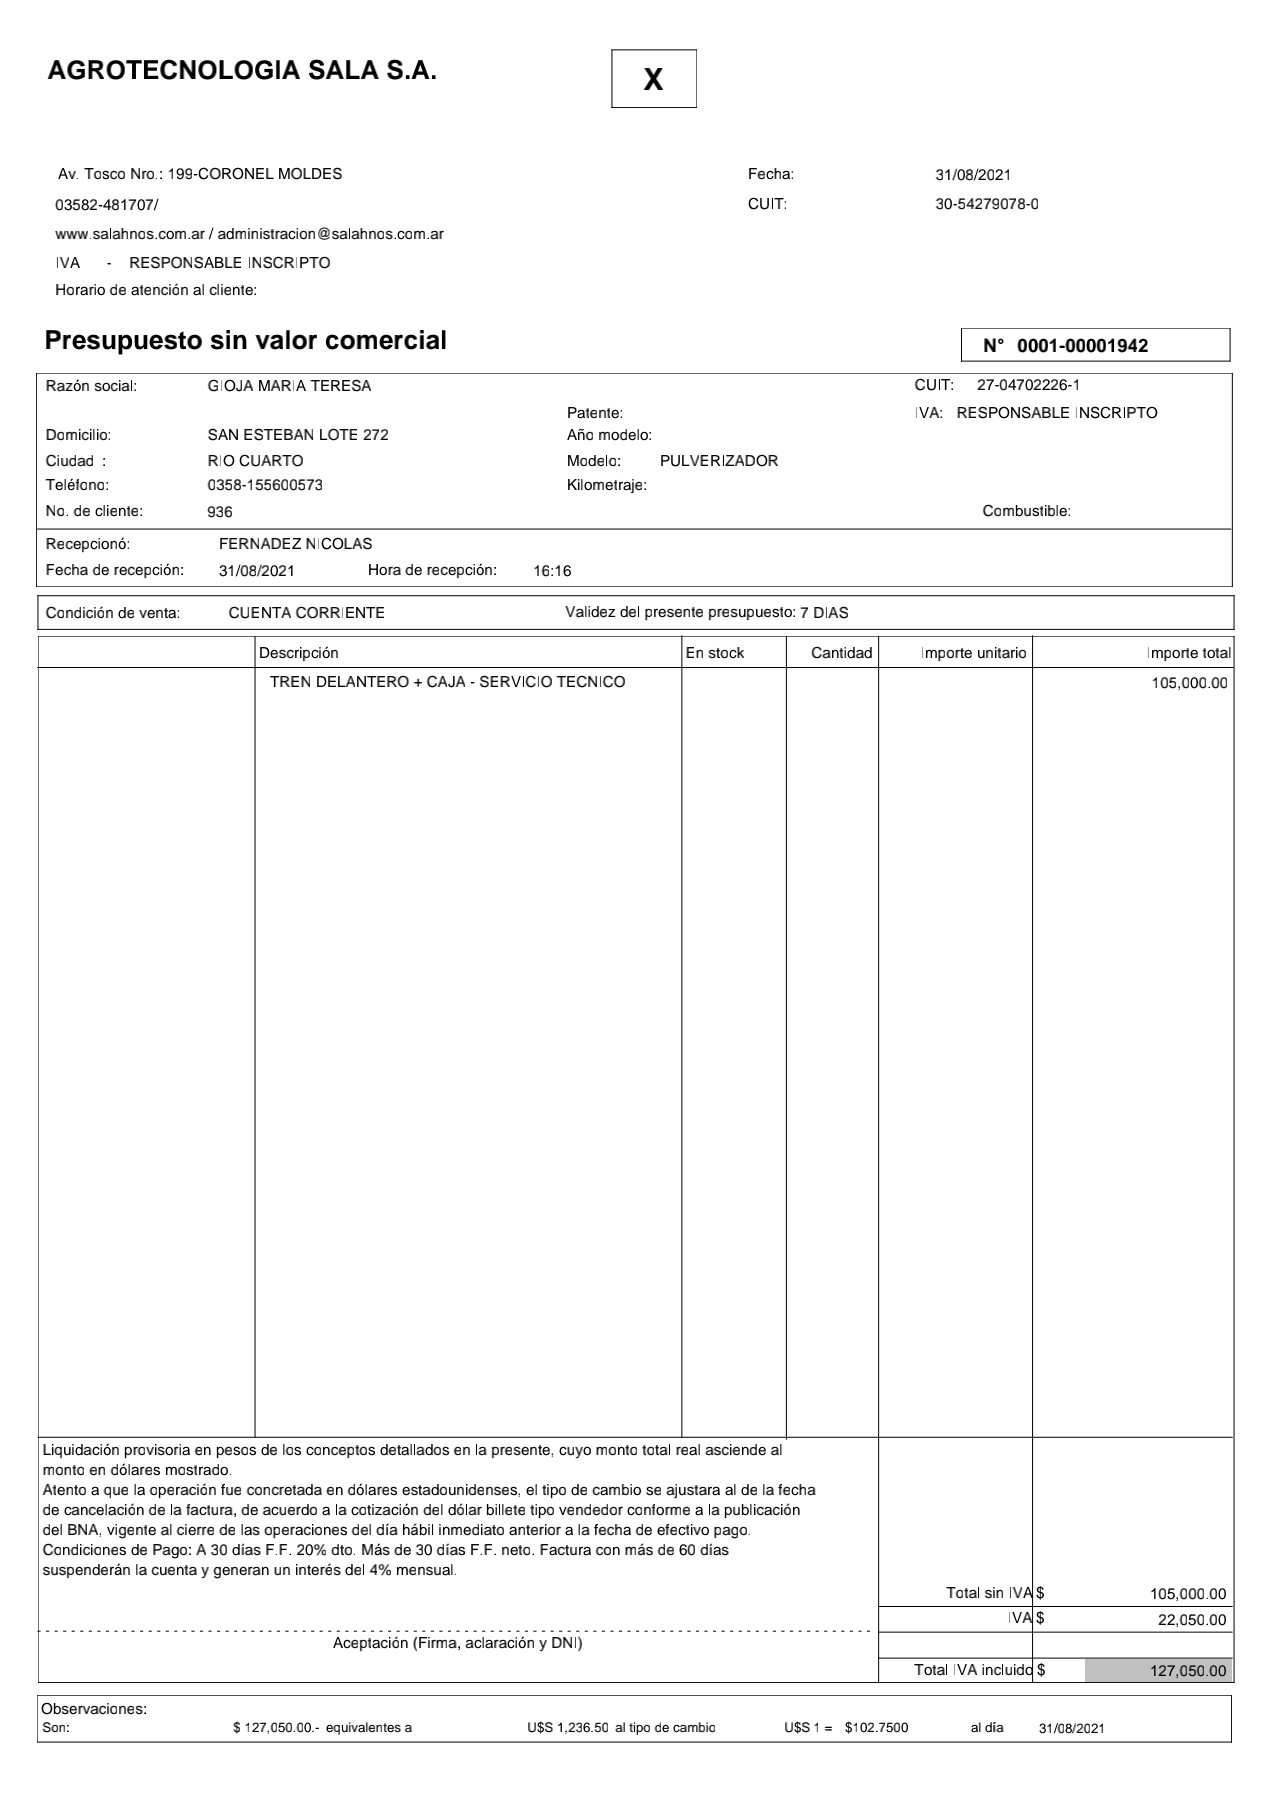 AGROTECNOLOGIA SALA S.A.
X
Av. Tosco Nro.: 199-CORONEL MOLDES
Fecha: 31/08/2021
03582-481707/
CUIT: 30-54279078-0
www.salahnos.com.ar / administracion@salahnos.com.ar
IVA - RESPONSABLE INSCRIPTO
Horario de atención al cliente:
Presupuesto sin valor comercial
N° 0001-00001942
Razón social: GIOJA MARIA TERESA CUIT: 27-04702226-1
Patente: IVA: RESPONSABLE INSCRIPTO
Domicilio: SAN ESTEBAN LOTE 272 Año modelo:
Ciudad : RIO CUARTO Modelo: PULVERIZADOR
Teléfono: 0358-155600573 Kilometraje:
No. de cliente: 936 Combustible:
Recepcionó: FERNADEZ NICOLAS
Fecha de recepción: 31/08/2021 Hora de recepción: 16:16
Condición de venta: CUENTA CORRIENTE Validez del presente presupuesto: 7 DIAS
Descripción En stock Cantidad Importe unitario Importe total
TREN DELANTERO + CAJA - SERVICIO TECNICO 105,000.00
Liquidación provisoria en pesos de los conceptos detallados en la presente, cuyo monto total real asciende al
monto en dólares mostrado.
Atento a que la operación fue concretada en dólares estadounidenses, el tipo de cambio se ajustara al de la fecha
de cancelación de la factura, de acuerdo a la cotización del dólar billete tipo vendedor conforme a la publicación
del BNA, vigente al cierre de las operaciones del día hábil inmediato anterior a la fecha de efectivo pago.
Condiciones de Pago: A 30 días F.F. 20% dto. Más de 30 días F.F. neto. Factura con más de 60 días
suspenderán la cuenta y generan un interés del 4% mensual.
Total sin IVA $ 105,000.00
IVA $ 22,050.00
Aceptación (Firma, aclaración y DNI)
Total IVA incluido $ 127,050.00
Observaciones:
Son: $ 127,050.00.- equivalentes a U$S 1,236.50 al tipo de cambio U$S 1 = $102.7500 al día 31/08/2021